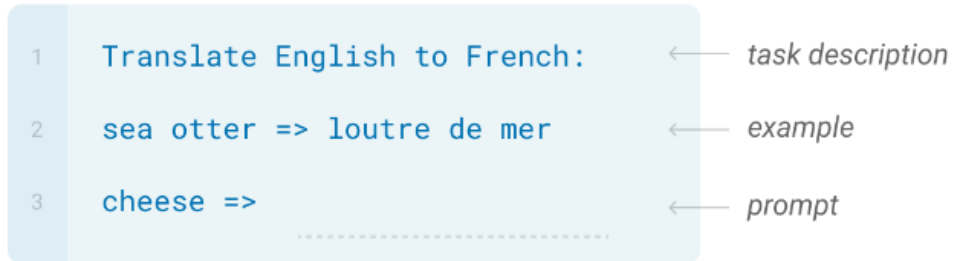 1 Translate English to French: task description
2 sea otter => loutre de mer example
3 cheese => prompt